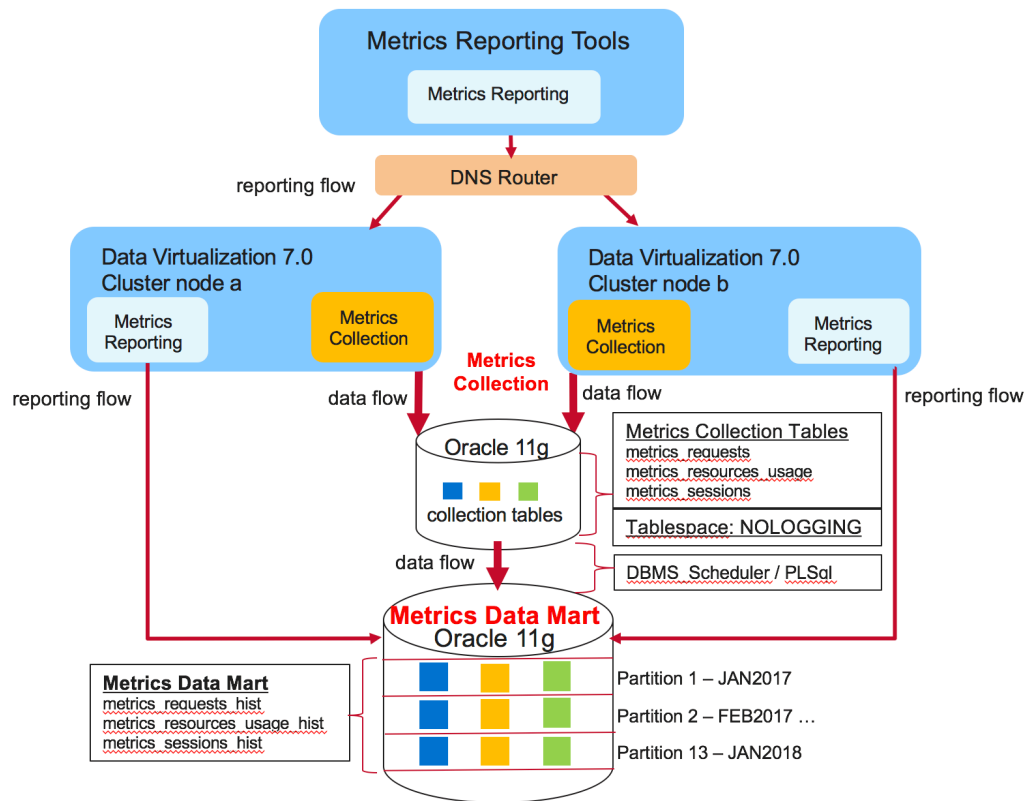 Metrics Reporting Tools
Metrics Reporting
DNS Router
reporting flow
Data Virtualization 7.0
Cluster node a
Metrics
Reporting
Metrics
Collection
Data Virtualization 7.0
Cluster node b
Metrics
Collection
Metrics
Reporting
Metrics
Collection
reporting flow
data flow
data flow
reporting flow
Oracle 11g
collection tables
Metrics Collection Tables
metrics_requests
metrics_resources_usage
metrics_sessions
Tablespace: NOLOGGING
data flow
DBMS_Scheduler / PLSql
Metrics Data Mart
Oracle 11g
Metrics Data Mart
metrics_requests_hist
metrics_resources_usage_hist
metrics_sessions_hist
Partition 1 – JAN2017
Partition 2 – FEB2017 …
Partition 13 – JAN2018